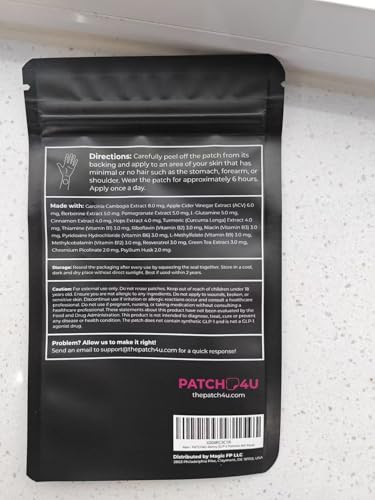 Directions: Carefully peel off the patch from its
backing and apply to an area of your skin that has
minimal or no hair such as the stomach, forearm, or
shoulder. Wear the patch for approximately 6 hours.
Apply once a day.
Made with: Garcinia Cambogia Extract 8.0 mg, Apple Cider Vinegar Extract (ACV) 6.0
mg, Berberine Extract 5.0 mg, Pomegranate Extract 5.0 mg, L-Glutamine 5.0 mg,
Cinnamon Extract 4.0 mg, Hops Extract 4.0 mg, Turmeric (Curcuma Longa) Extract 4.0
mg, Thiamine (Vitamin B1) 3.0 mg, Riboflavin (Vitamin B2) 3.0 mg, Niacin (Vitamin B3) 3.0
mg, Pyridoxine Hydrochloride (Vitamin B6) 3.0 mg, L-Methylfolate (Vitamin B9) 3.0 mg,
Methylcobalamin (Vitamin B12) 3.0 mg, Resveratrol 3.0 mg, Green Tea Extract 3.0 mg,
Chromium Picolinate 2.0 mg, Psyllium Husk 2.0 mg.
Storage: Reseal the packaging after every use by squeezing the seal together. Store in a cool,
dark and dry place without direct sunlight. Best if used within 2 years.
Caution: For external use only. Do not reuse patches. Keep out of reach of children under 18
years old. Ensure you are not allergic to any ingredients. Do not apply to wounds, broken, or
sensitive skin. Discontinue use if irritation or allergic reactions occur and consult a healthcare
professional. Do not use if pregnant, nursing, or taking medication without consulting a
healthcare professional. These statements about this product have not been evaluated by the
Food and Drug Administration. This product is not intended to diagnose, treat, cure or prevent
any disease or health condition. The patch does not contain synthetic GLP-1 and is not a GLP-1
agonist drug.
Problem? Allow us to make it right!
Send an email to support@thepatch4u.com for a quick response!
PATCH4U
thepatch4u.com
Distributed by Magic FP LLC
Philadelphia Pike, Claymont, DE 19703, USA